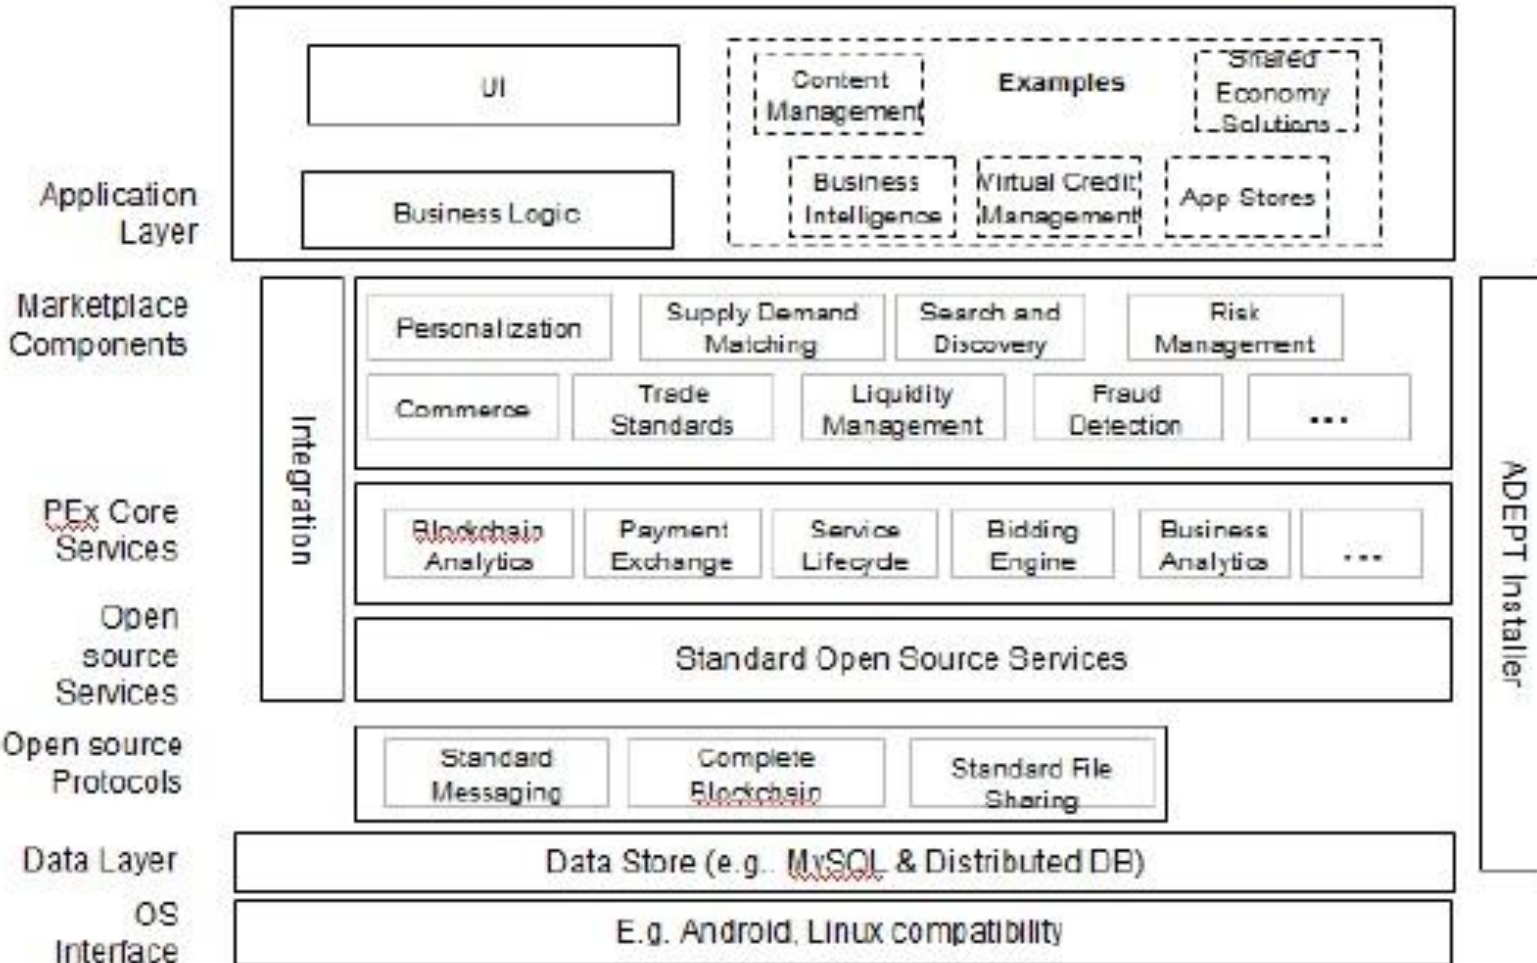 UI
Content
Management
Examples
Shared
Economy
Solutions
Application
Layer
Business Logic
Business
Intelligence
Virtual Credit
Management
App Stores
Marketplace
Components
Personalization
Supply Demand
Matching
Search and
Discovery
Risk
Management
Commerce
Trade
Standards
Liquidity
Management
Fraud
Detection
...
Integration
ADEPT Installer
PEx Core
Services
Blockchain
Analytics
Payment
Exchange
Service
Lifecycle
Bidding
Engine
Business
Analytics
...
Open
source
Services
Standard Open Source Services
Open source
Protocols
Standard
Messaging
Complete
Blockchain
Standard File
Sharing
Data Layer
Data Store (e.g.. MySQL & Distributed DB)
OS
Interface
E.g. Android, Linux compatibility